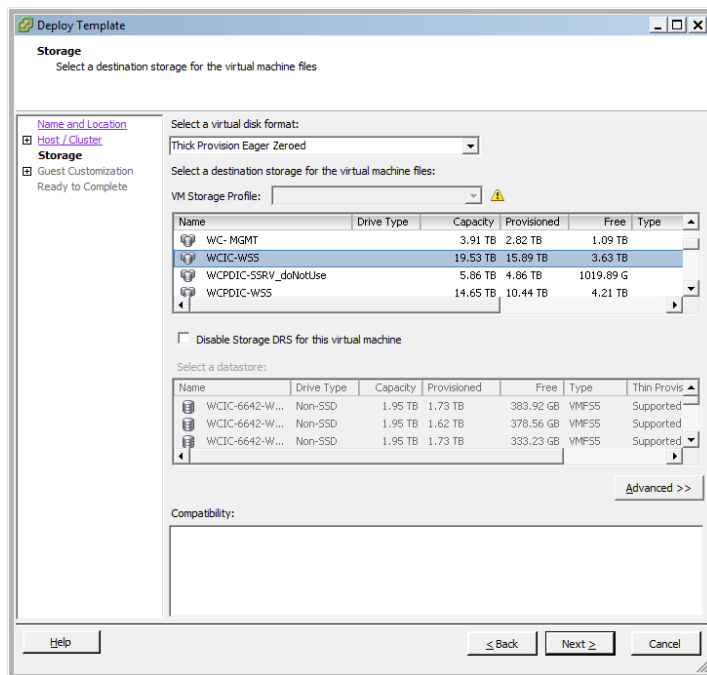 Deploy Template
Storage
Select a destination storage for the virtual machine files
Name and Location
Host / Cluster
Storage
Guest Customization
Ready to Complete
Select a virtual disk format:
Thick Provision Eager Zeroed
Select a destination storage for the virtual machine files:
VM Storage Profile:
Name Drive Type Capacity Provisioned Free Type
WC- MGMT 3.91 TB 2.82 TB 1.09 TB
WCIC-WSS 19.53 TB 15.89 TB 3.63 TB
WCPDIC-SSRV_doNotUse 5.86 TB 4.86 TB 1019.89 G
WCPDIC-WSS 14.65 TB 10.44 TB 4.21 TB
Disable Storage DRS for this virtual machine
Select a datastore:
Name Drive Type Capacity Provisioned Free Type Thin Provis
WCIC-6642-W... Non-SSD 1.95 TB 1.73 TB 383.92 GB VMFS5 Supported
WCIC-6642-W... Non-SSD 1.95 TB 1.62 TB 378.56 GB VMFS5 Supported
WCIC-6642-W... Non-SSD 1.95 TB 1.73 TB 333.23 GB VMFS5 Supported
Advanced >>
Compatibility:
Help
< Back
Next >
Cancel